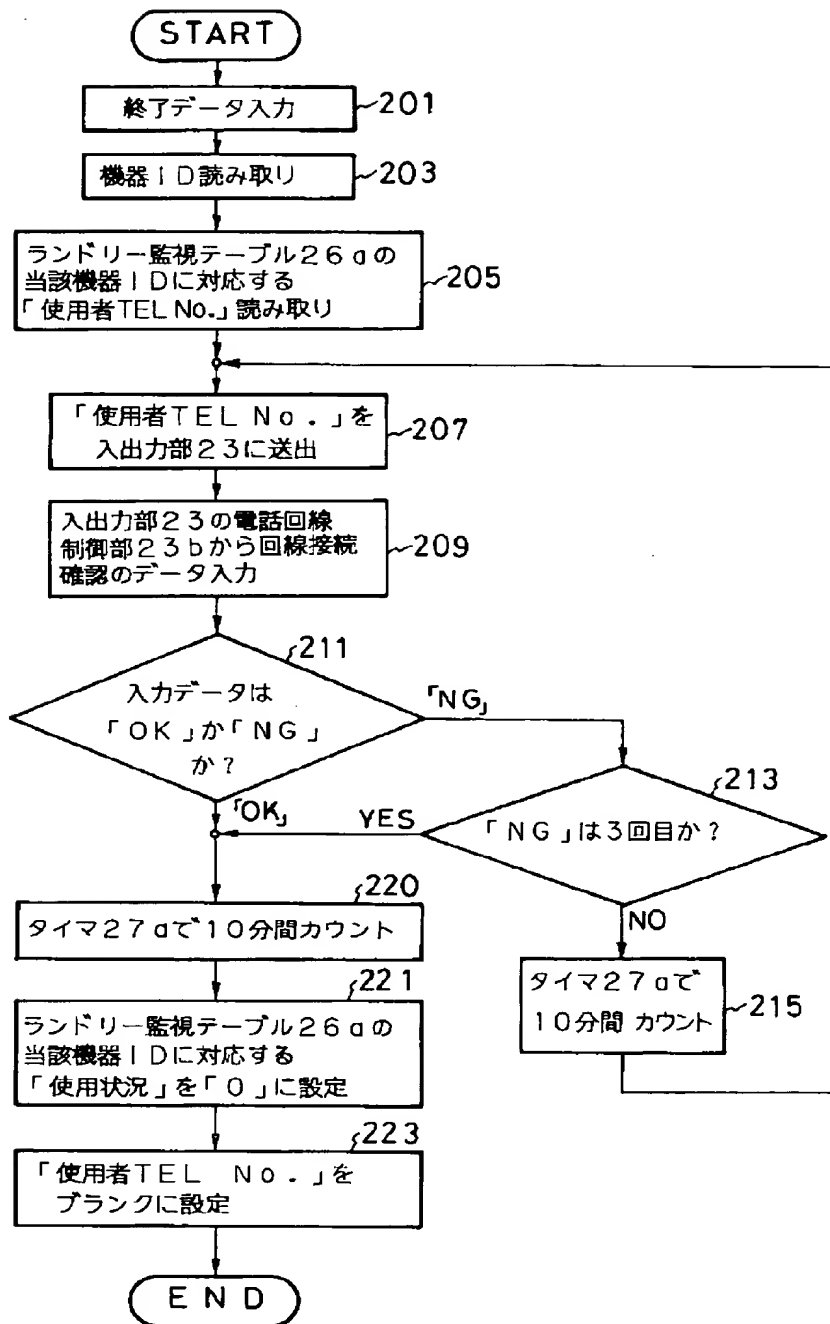 START
終了データ入力
201
機器ID読み取り
203
ランドリー監視テーブル26aの
当該機器IDに対応する
「使用者TEL No.」読み取り
205
「使用者TEL No.」を
入出力部23に送出
207
入出力部23の電話回線
制御部23bから回線接続
確認のデータ入力
209
211
入力データは
「OK」か「NG」
か?
「NG」
「OK」
213
「NG」は3回目か?
YES
NO
タイマ27aで
10分間 カウント
215
220
タイマ27aで10分間カウント
221
ランドリー監視テーブル26aの
当該機器IDに対応する
「使用状況」を「0」に設定
223
「使用者TEL No.」を
ブランクに設定
END